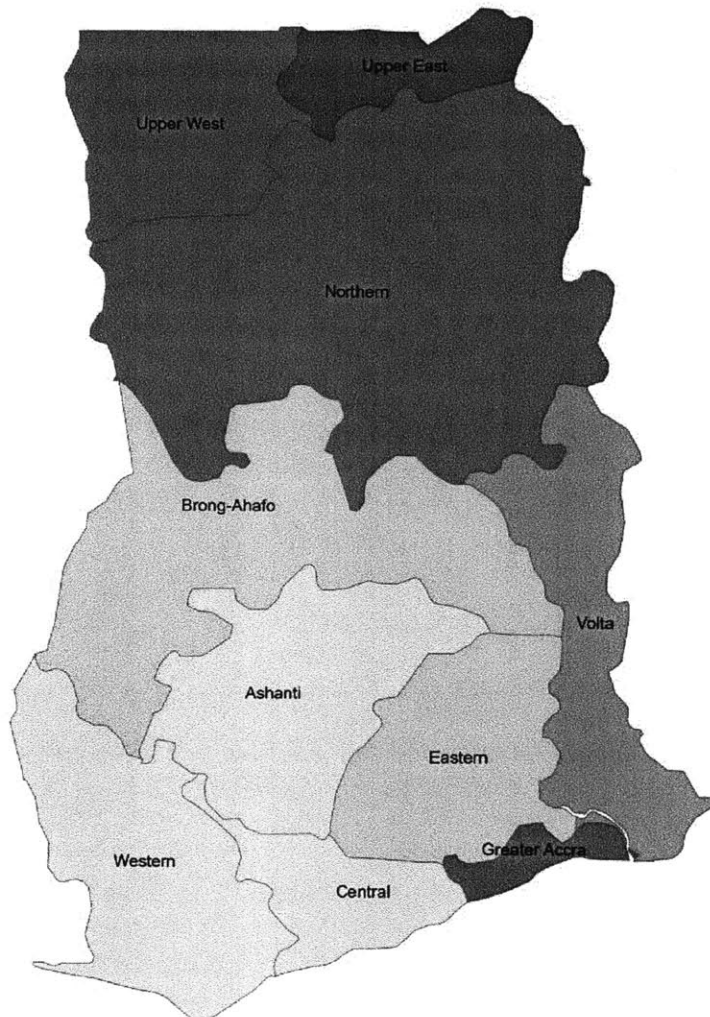 Upper East
Upper West
Northern
Brong-Ahafo
Volta
Ashanti
Eastern
Greater Accra
Western
Central